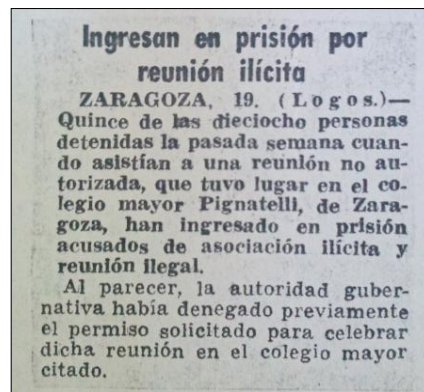 Ingresan en prisión por
reunión ilícita
ZARAGOZA, 19. (Logos.)—
Quince de las dieciocho personas
detenidas la pasada semana cuan-
do asistían a una reunión no au-
torizada, que tuvo lugar en el co-
legio mayor Pignatelli, de Zara-
goza, han ingresado en prisión
acusados de asociación ilícita y
reunión ilegal.
Al parecer, la autoridad guber-
nativa había denegado previamente
el permiso solicitado para celebrar
dicha reunión en el colegio mayor
citado.